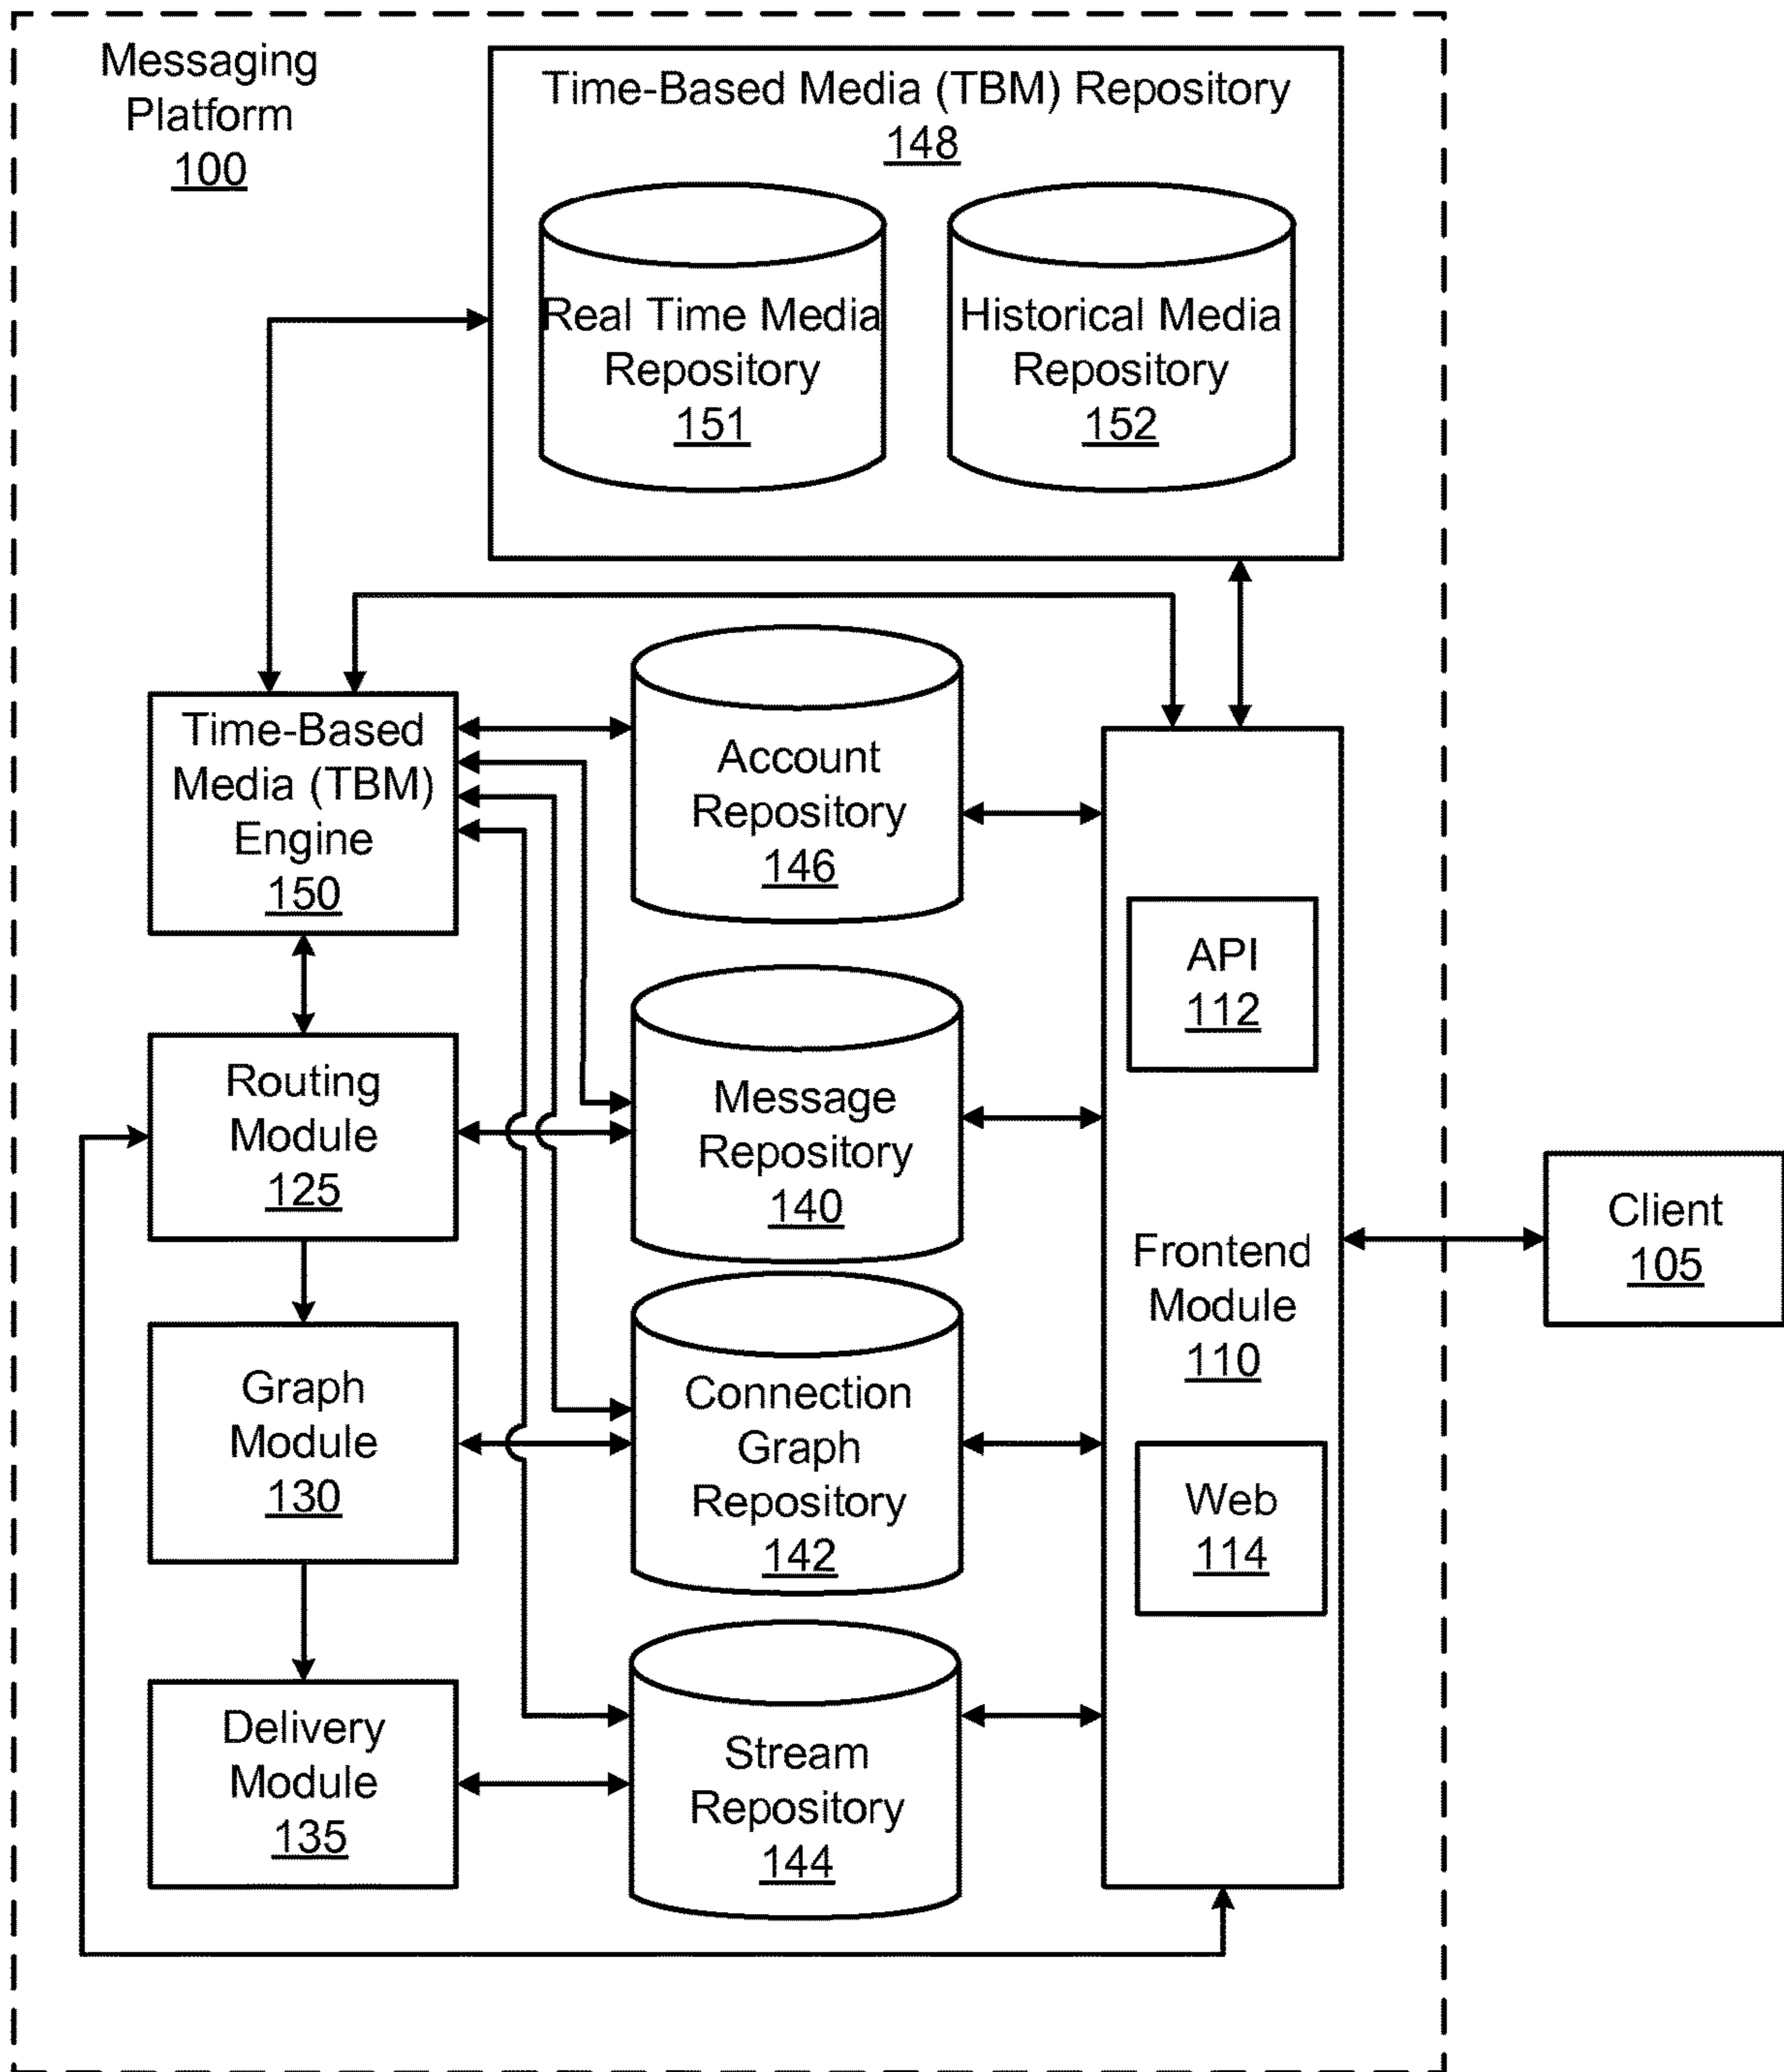 Messaging
Platform
100
Time-Based Media (TBM) Repository
148
Real Time Media
Repository
151
Historical Media
Repository
152
Time-Based
Media (TBM)
Engine
150
Account
Repository
146
API
112
Routing
Module
125
Message
Repository
140
Frontend
Module
110
Client
105
Graph
Module
130
Connection
Graph
Repository
142
Web
114
Delivery
Module
135
Stream
Repository
144